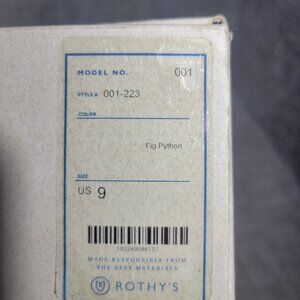 MODEL NO. 001
STYLE # 001-223
COLOR
Fig Python
SIZE
US 9
MADE RESPONSIBLY FROM
THE BEST MATERIALS
ROTHY'S